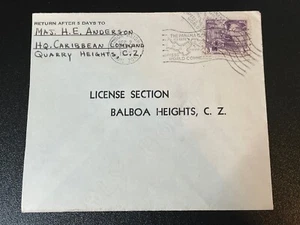 RETURN AFTER 5 DAYS TO
MAJ. H. E. ANDERSON
HQ. CARIBBEAN COMMAND
QUARRY HEIGHTS, C.Z.
LICENSE SECTION
BALBOA HEIGHTS, C. Z.